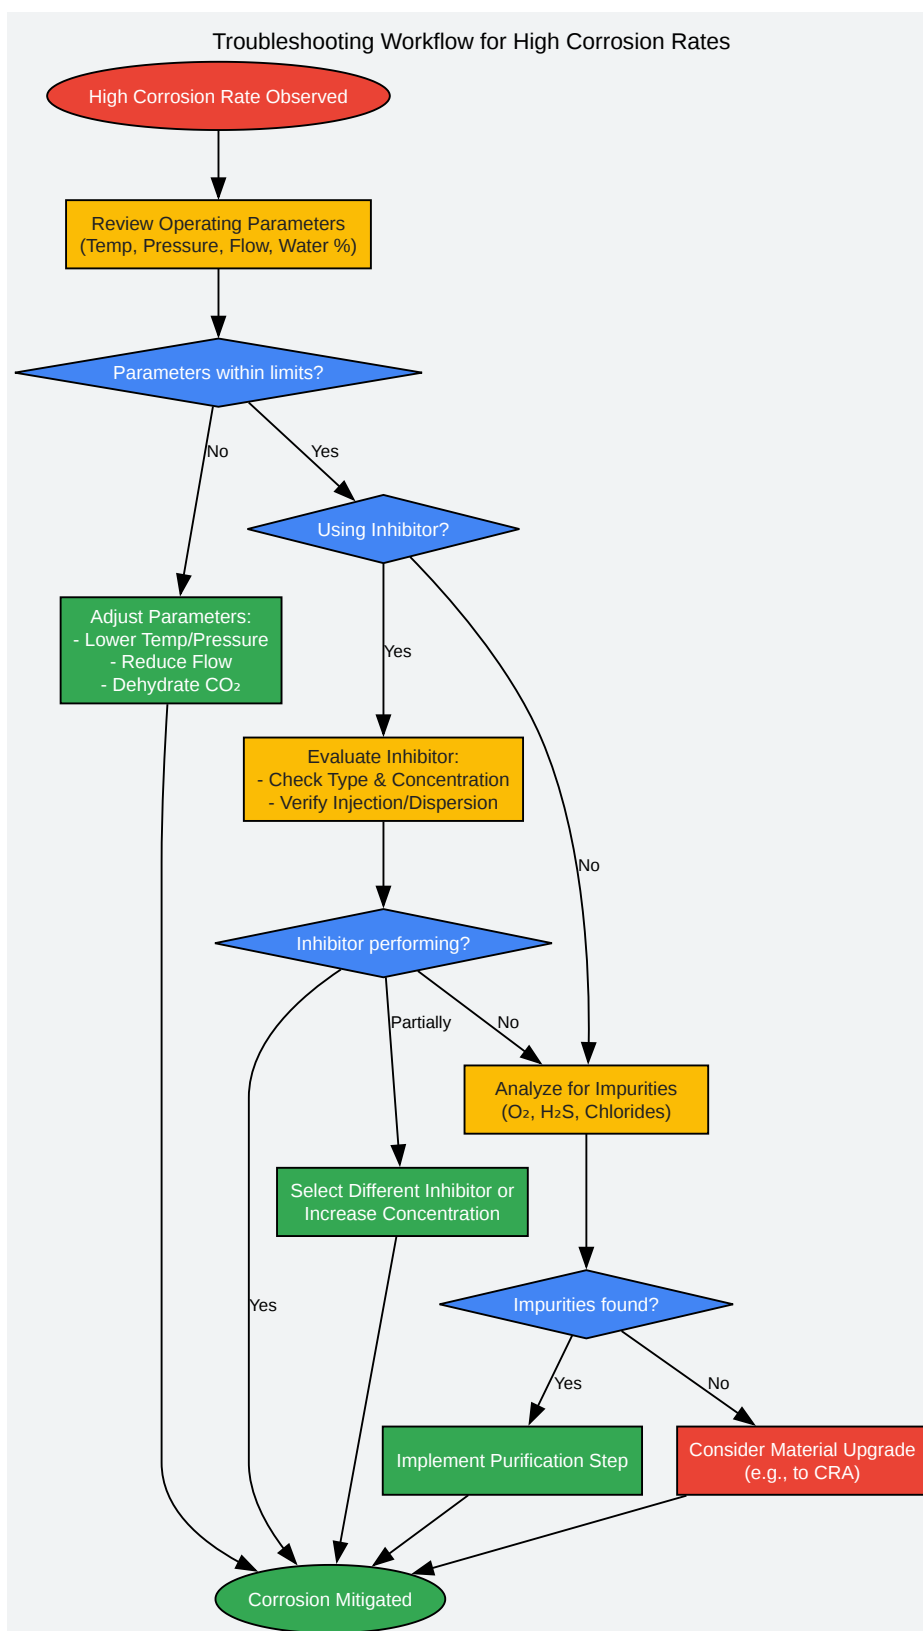 Troubleshooting Workflow for High Corrosion Rates
High Corrosion Rate Observed
Review Operating Parameters
(Temp, Pressure, Flow, Water %)
Parameters within limits?
No
Yes
Using Inhibitor?
Adjust Parameters:
- Lower Temp/Pressure
- Reduce Flow
- Dehydrate CO₂
Yes
Evaluate Inhibitor:
- Check Type & Concentration
- Verify Injection/Dispersion
No
Inhibitor performing?
Partially
No
Analyze for Impurities
(O₂, H₂S, Chlorides)
Select Different Inhibitor or
Increase Concentration
Yes
Impurities found?
Yes
No
Implement Purification Step
Consider Material Upgrade
(e.g., to CRA)
Corrosion Mitigated